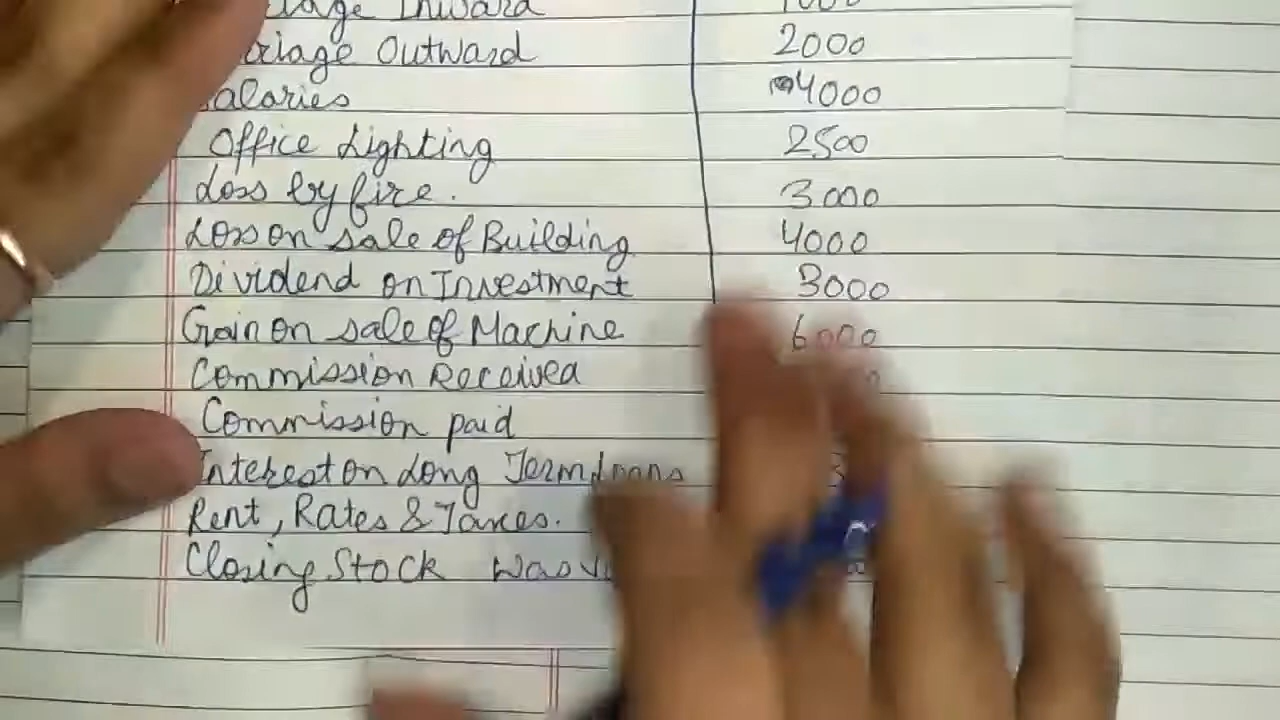 Inward
Outward 2000
Salaries 4000
Office Lighting 2500
Loss by fire. 3000
Loss on sale of Building 4000
Dividend on Investment 3000
Gain on sale of Machine 6000
Commission Received
Commission paid
Interest on Long Term Loans
Rent, Rates & Taxes.
Closing Stock was